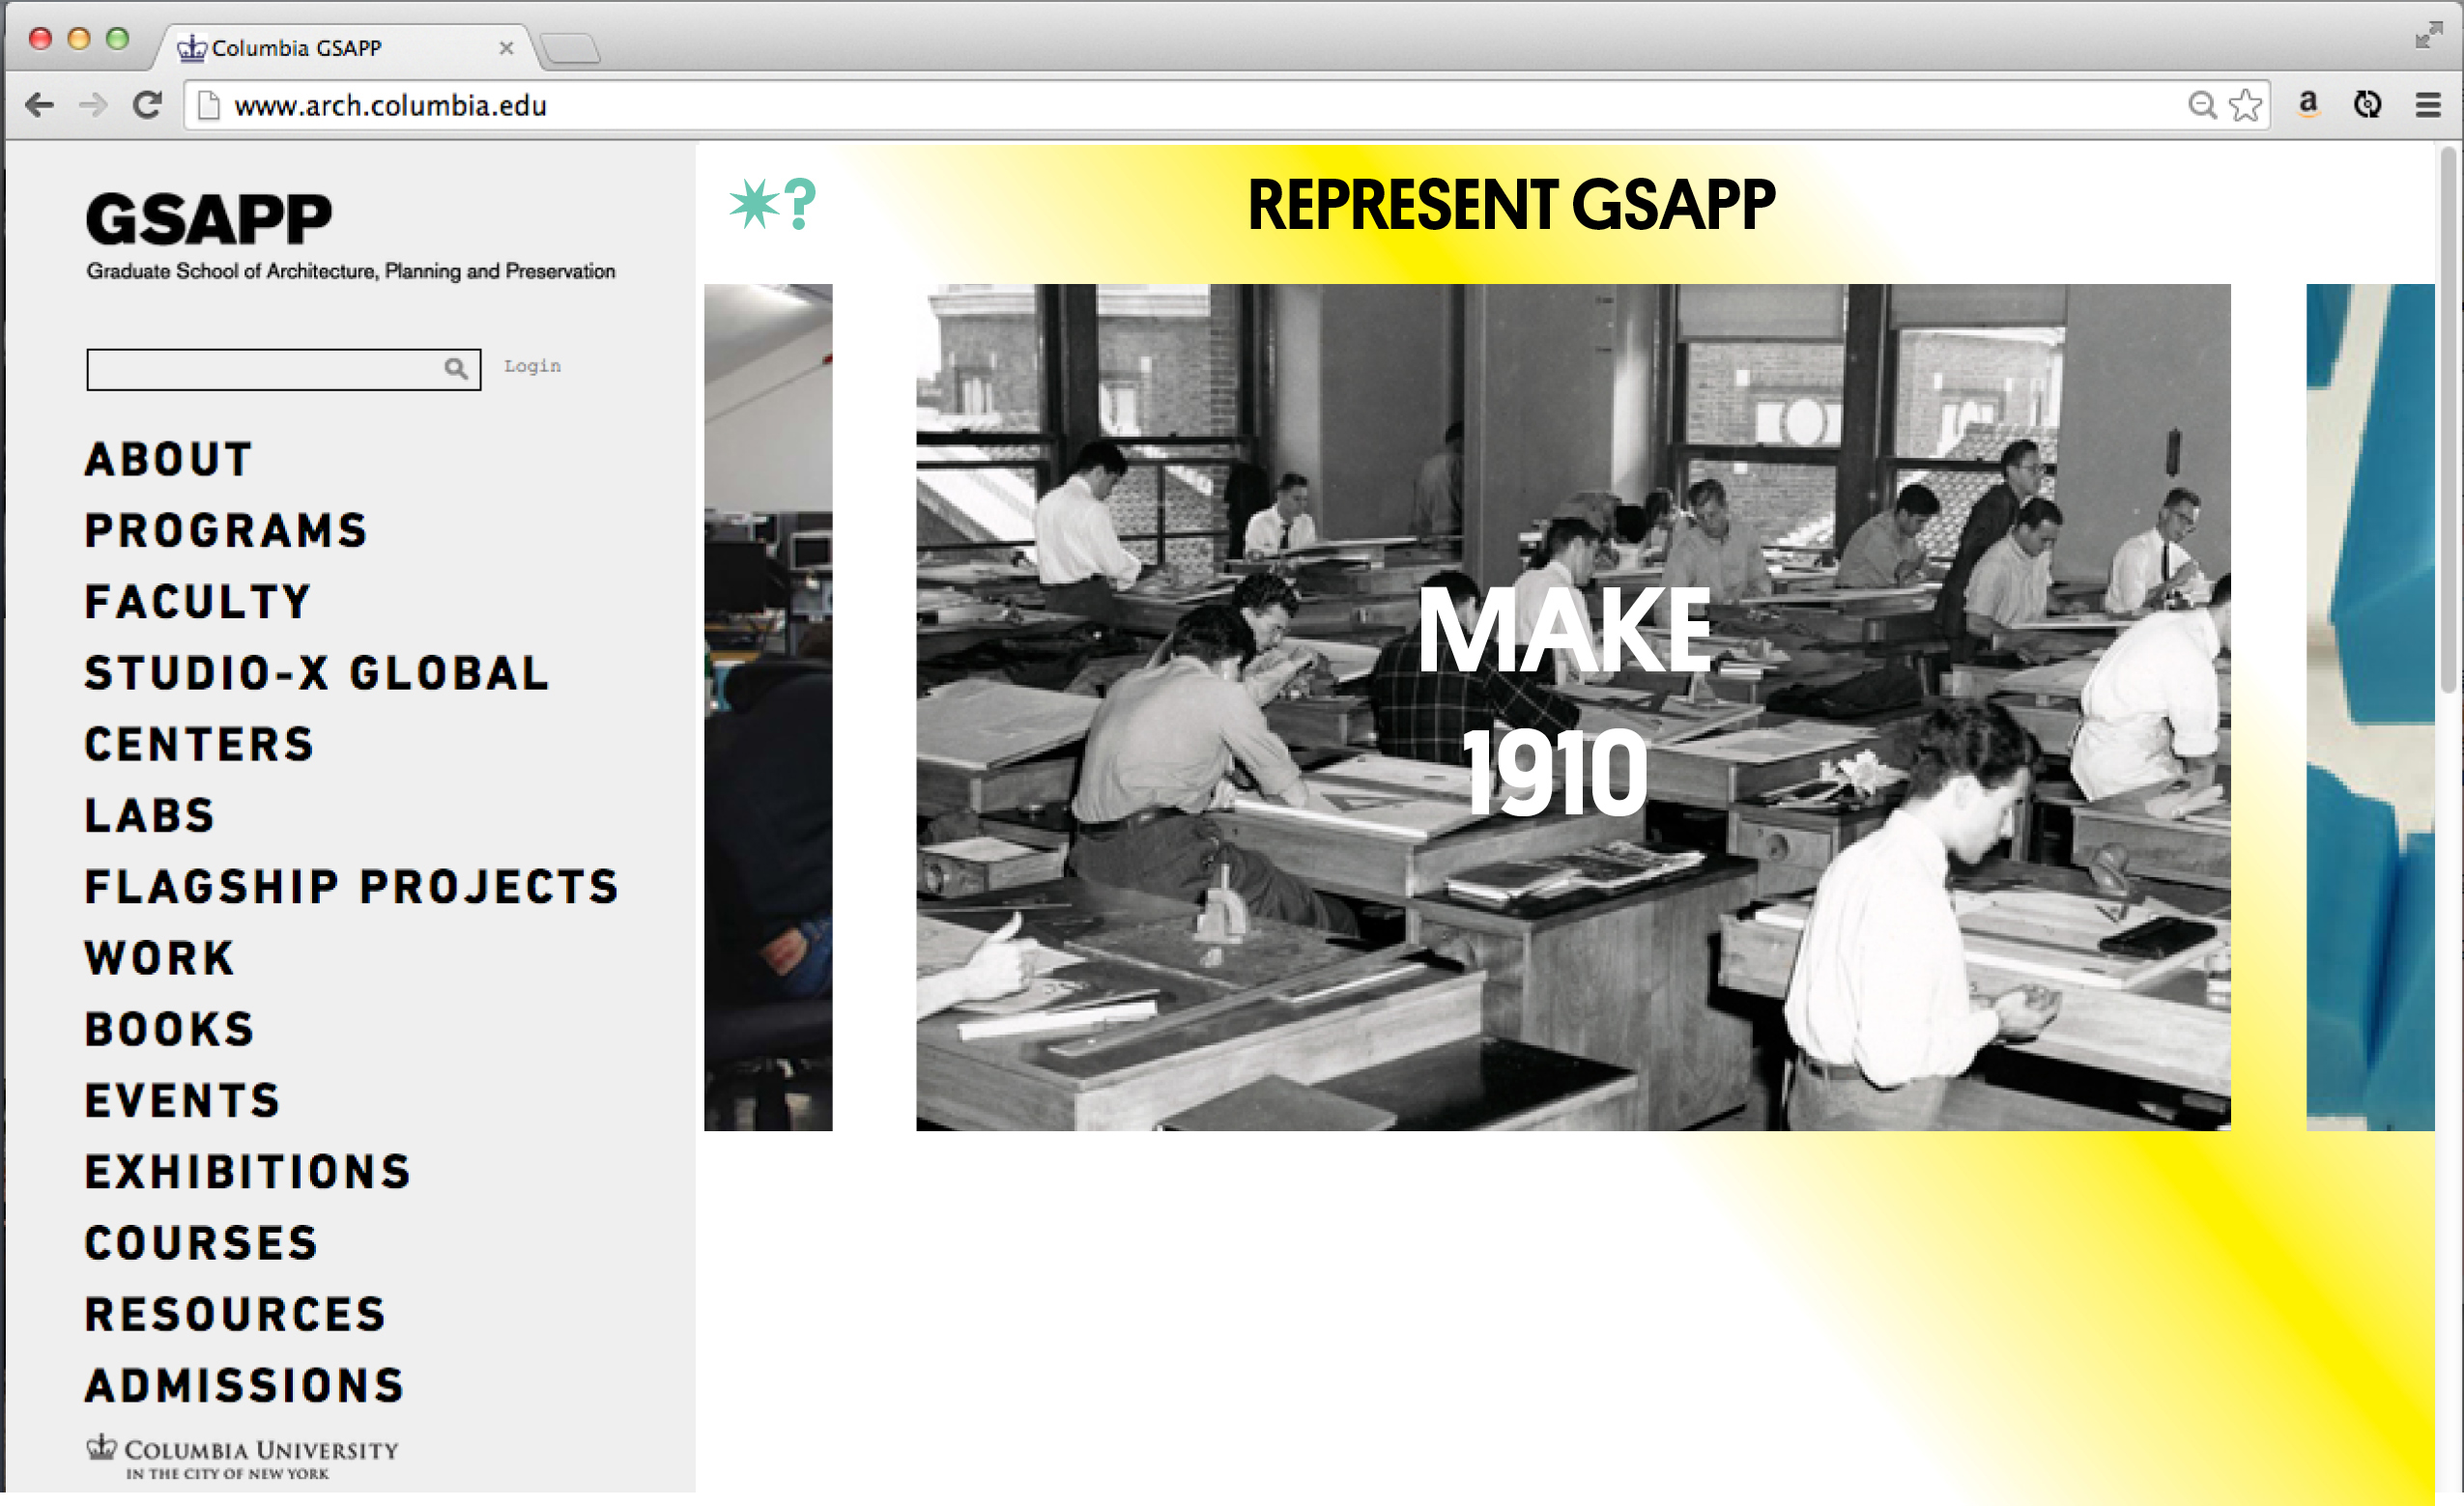 Columbia GSAPP
www.arch.columbia.edu
GSAPP
Graduate School of Architecture, Planning and Preservation
Login
ABOUT
PROGRAMS
FACULTY
STUDIO-X GLOBAL
CENTERS
LABS
FLAGSHIP PROJECTS
WORK
BOOKS
EVENTS
EXHIBITIONS
COURSES
RESOURCES
ADMISSIONS
COLUMBIA UNIVERSITY
IN THE CITY OF NEW YORK
✷?
REPRESENT GSAPP
MAKE
1910